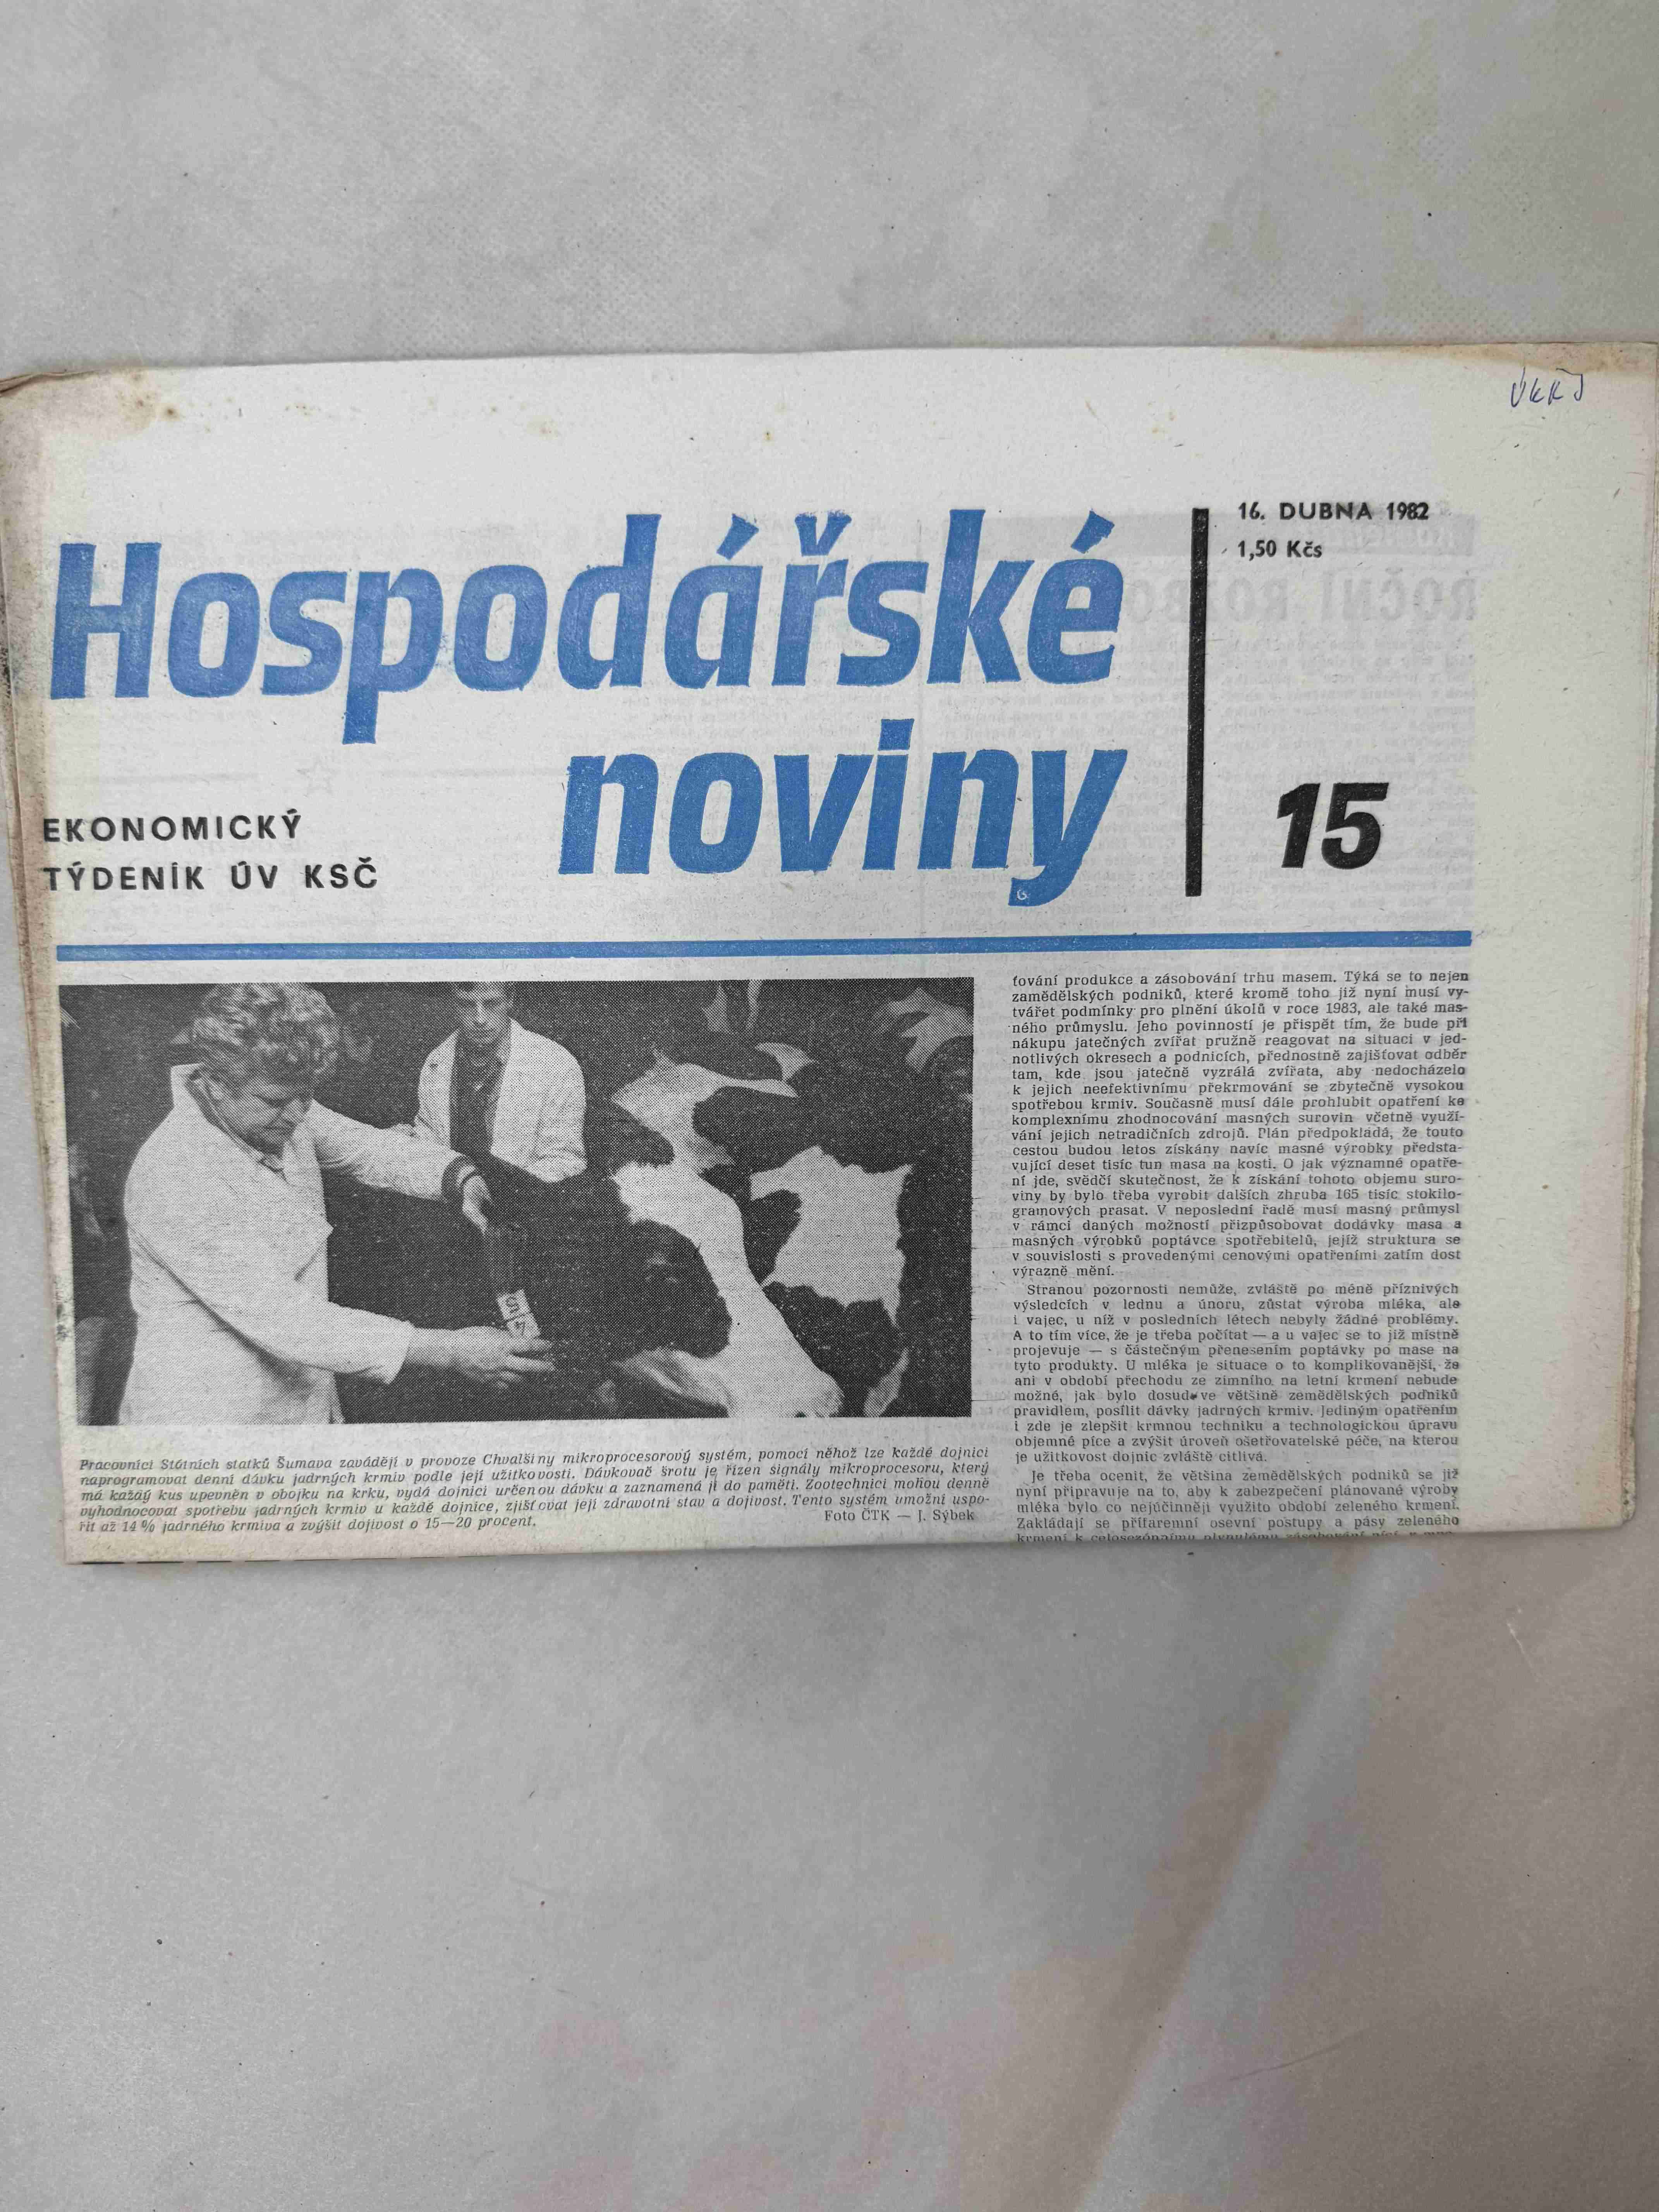 Hospodářské
noviny
16. DUBNA 1982
1,50 Kčs
15
EKONOMICKÝ
TÝDENÍK ÚV KSČ
Pracovníci Státních statků Šumava zavádějí v provoze Chvalšiny mikroprocesorový systém, pomocí něhož lze každé dojnici
naprogramovat denní dávku jadrných krmiv podle její užitkovosti. Dávkovač šrotu je řízen signály mikroprocesoru, který
má každý kus upevněn v obojku na krku, vydá dojnici určenou dávku a zaznamená ji do paměti. Zootechnici mohou denně
vyhodnocovat spotřebu jadrných krmiv u každé dojnice, zjišťovat její zdravotní stav a dojivost. Tento systém umožní uspo-
řit až 14 % jadrného krmiva a zvýšit dojivost o 15—20 procent.
Foto ČTK — J. Sýbek
ťování produkce a zásobování trhu masem. Týká se to nejen
zamědělských podniků, které kromě toho již nyní musí vy-
tvářet podmínky pro plnění úkolů v roce 1983, ale také mas-
ného průmyslu. Jeho povinností je přispět tím, že bude při
nákupu jatečných zvířat pružně reagovat na situaci v jed-
notlivých okresech a podnicích, přednostně zajišťovat odběr
tam, kde jsou jatečně vyzrálá zvířata, aby nedocházelo
k jejich neefektivnímu překrmování se zbytečně vysokou
spotřebou krmiv. Současně musí dále prohlubit opatření ke
komplexnímu zhodnocování masných surovin včetně využí-
vání jejich netradičních zdrojů. Plán předpokládá, že touto
cestou budou letos získány navíc masné výrobky předsta-
vující deset tisíc tun masa na kosti. O jak významné opatře-
ní jde, svědčí skutečnost, že k získání tohoto objemu suro-
viny by bylo třeba vyrobit dalších zhruba 165 tisíc stokilo-
gramových prasat. V neposlední řadě musí masný průmysl
v rámci daných možností přizpůsobovat dodávky masa a
masných výrobků poptávce spotřebitelů, jejíž struktura se
v souvislosti s provedenými cenovými opatřeními zatím dost
výrazně mění.
Stranou pozornosti nemůže, zvláště po méně příznivých
výsledcích v lednu a únoru, zůstat výroba mléka, ale
i vajec, u níž v posledních létech nebyly žádné problémy.
A to tím více, že je třeba počítat — a u vajec se to již místně
projevuje — s částečným přenesením poptávky po mase na
tyto produkty. U mléka je situace o to komplikovanější, že
ani v období přechodu ze zimního na letní krmení nebude
možné, jak bylo dosud ve většině zemědělských podniků
pravidlem, posílit dávky jadrných krmiv. Jediným opatřením
i zde je zlepšit krmnou techniku a technologickou úpravu
objemné píce a zvýšit úroveň ošetřovatelské péče, na kterou
je užitkovost dojnic zvláště citlivá.
Je třeba ocenit, že většina zemědělských podniků se již
nyní připravuje na to, aby k zabezpečení plánované výroby
mléka bylo co nejúčinněji využito období zeleného krmení.
Zakládají se přifaremní osevní postupy a pásy zeleného
krmení k celosezónnímu plynulému zásobování